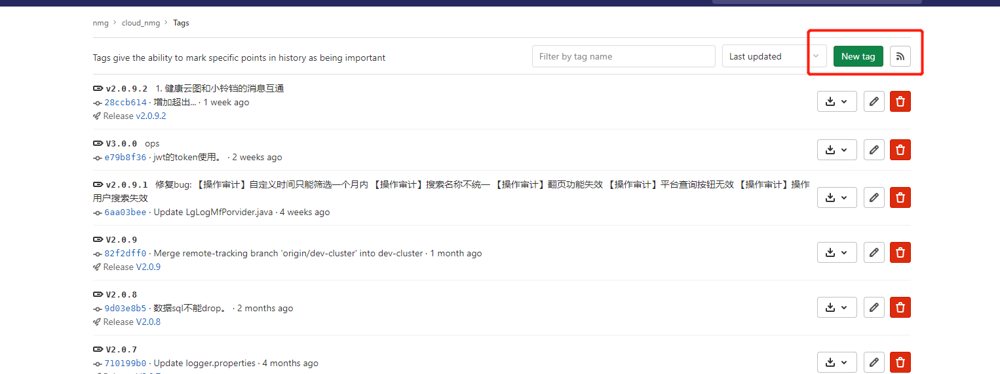 nmg > cloud_nmg > Tags
Tags give the ability to mark specific points in history as being important
Filter by tag name
Last updated
New tag
v2.0.9.2 1. 健康云图和小铃铛的消息互通
28ccb614 · 增加超出... · 1 week ago
Release v2.0.9.2
V3.0.0 ops
e79b8f36 · jwt的token使用。 · 2 weeks ago
v2.0.9.1 修复bug: 【操作审计】自定义时间只能筛选一个月内 【操作审计】搜索名称不统一 【操作审计】翻页功能失效 【操作审计】平台查询按钮无效 【操作审计】操作
用户搜索失效
6aa03bee · Update LgLogMfPorvider.java · 4 weeks ago
V2.0.9
82f2dff0 · Merge remote-tracking branch 'origin/dev-cluster' into dev-cluster · 1 month ago
Release V2.0.9
V2.0.8
9d03e8b5 · 数据sql不能drop。 · 2 months ago
Release V2.0.8
V2.0.7
710199b0 · Update logger.properties · 4 months ago